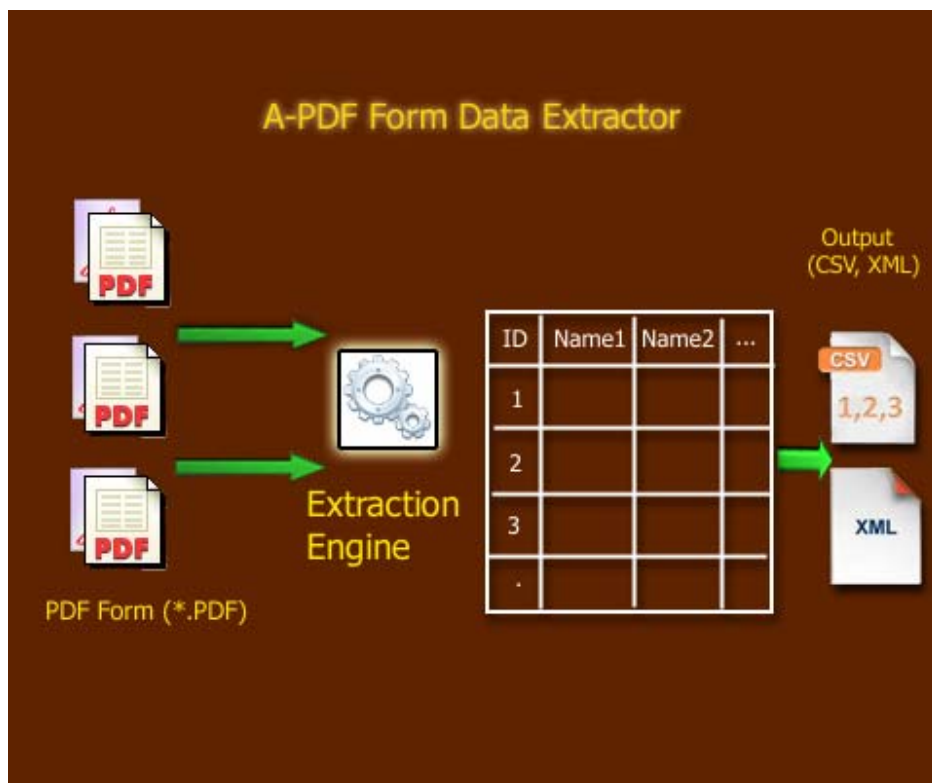 A-PDF Form Data Extractor
PDF
PDF
PDF
PDF Form (*.PDF)
Extraction
Engine
ID Name1 Name2 ...
1
2
3
.
Output
(CSV, XML)
CSV
1,2,3
XML